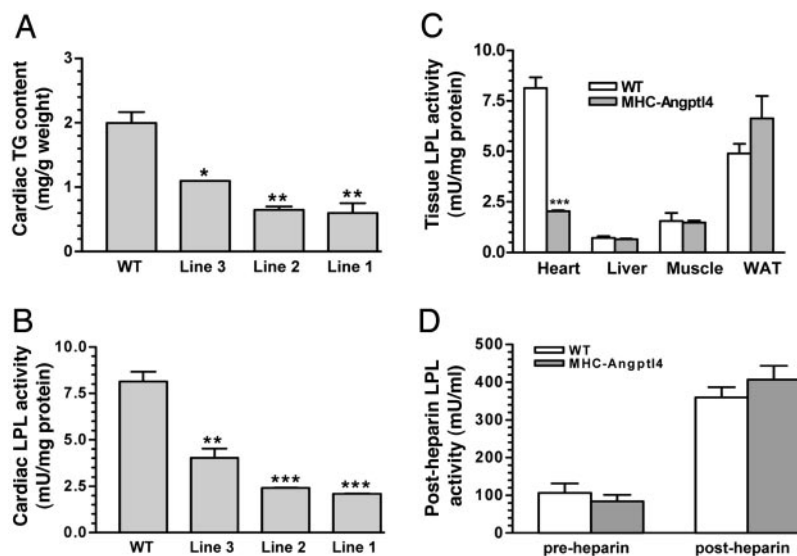 A
Cardiac TG content
(mg/g weight)
3
2
1
0
*
**
**
WT
Line 3
Line 2
Line 1
B
Cardiac LPL activity
(mU/mg protein)
10.0
7.5
5.0
2.5
0.0
**
***
***
WT
Line 3
Line 2
Line 1
C
Tissue LPL activity
(mU/mg protein)
10.0
7.5
5.0
2.5
0.0
WT
MHC-Angptl4
***
Heart
Liver
Muscle
WAT
D
Post-heparin LPL
activity (mU/ml)
500
400
300
200
100
0
WT
MHC-Angptl4
pre-heparin
post-heparin